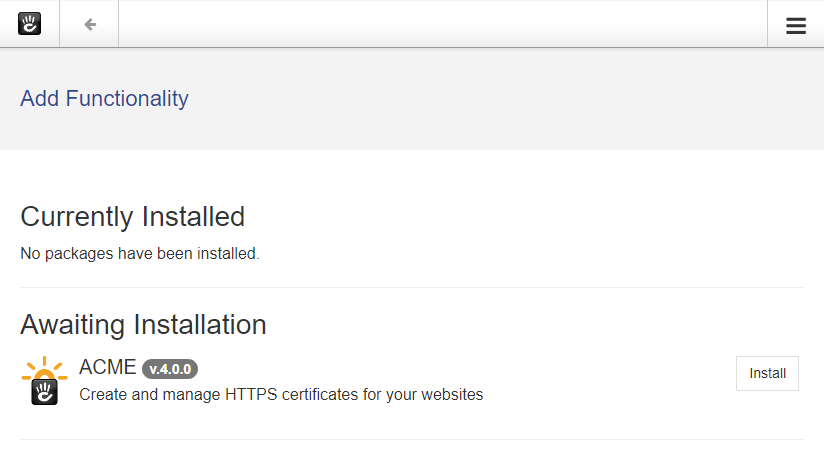 Add Functionality
Currently Installed
No packages have been installed.
Awaiting Installation
ACME v.4.0.0
Create and manage HTTPS certificates for your websites
Install